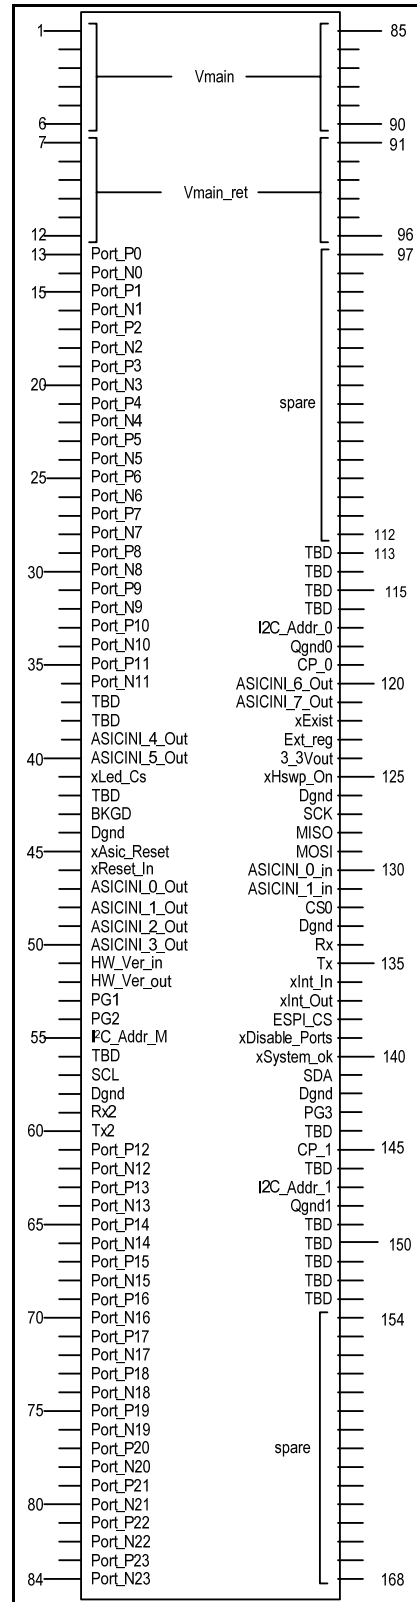 1 85
Vmain
6 90
7 91
Vmain_ret
12 96
13 Port_P0 97
Port_N0
15 Port_P1
Port_N1
Port_P2
Port_N2
Port_P3
20 Port_N3
Port_P4 spare
Port_N4
Port_P5
Port_N5
25 Port_P6
Port_N6
Port_P7
Port_N7 112
Port_P8 TBD 113
30 Port_N8 TBD
Port_P9 TBD 115
Port_N9 TBD
Port_P10 I2C_Addr_0
Port_N10 Qgnd0
35 Port_P11 CP_0
Port_N11 ASICINI_6_Out 120
TBD ASICINI_7_Out
TBD xExist
ASICINI_4_Out Ext_reg
40 ASICINI_5_Out 3_3Vout
xLed_Cs xHswp_On 125
TBD Dgnd
BKGD SCK
Dgnd MISO
45 xAsic_Reset MOSI
xReset_In ASICINI_0_in 130
ASICINI_0_Out ASICINI_1_in
ASICINI_1_Out CS0
ASICINI_2_Out Dgnd
50 ASICINI_3_Out Rx
HW_Ver_in Tx 135
HW_Ver_out xInt_In
PG1 xInt_Out
PG2 ESPI_CS
55 I²C_Addr_M xDisable_Ports
TBD xSystem_ok 140
SCL SDA
Dgnd Dgnd
Rx2 PG3
60 Tx2 TBD
Port_P12 CP_1 145
Port_N12 TBD
Port_P13 I2C_Addr_1
Port_N13 Qgnd1
65 Port_P14 TBD
Port_N14 TBD 150
Port_P15 TBD
Port_N15 TBD
Port_P16 TBD
70 Port_N16 154
Port_P17
Port_N17
Port_P18
Port_N18
75 Port_P19
Port_N19
Port_P20 spare
Port_N20
Port_P21
80 Port_N21
Port_P22
Port_N22
Port_P23
84 Port_N23 168